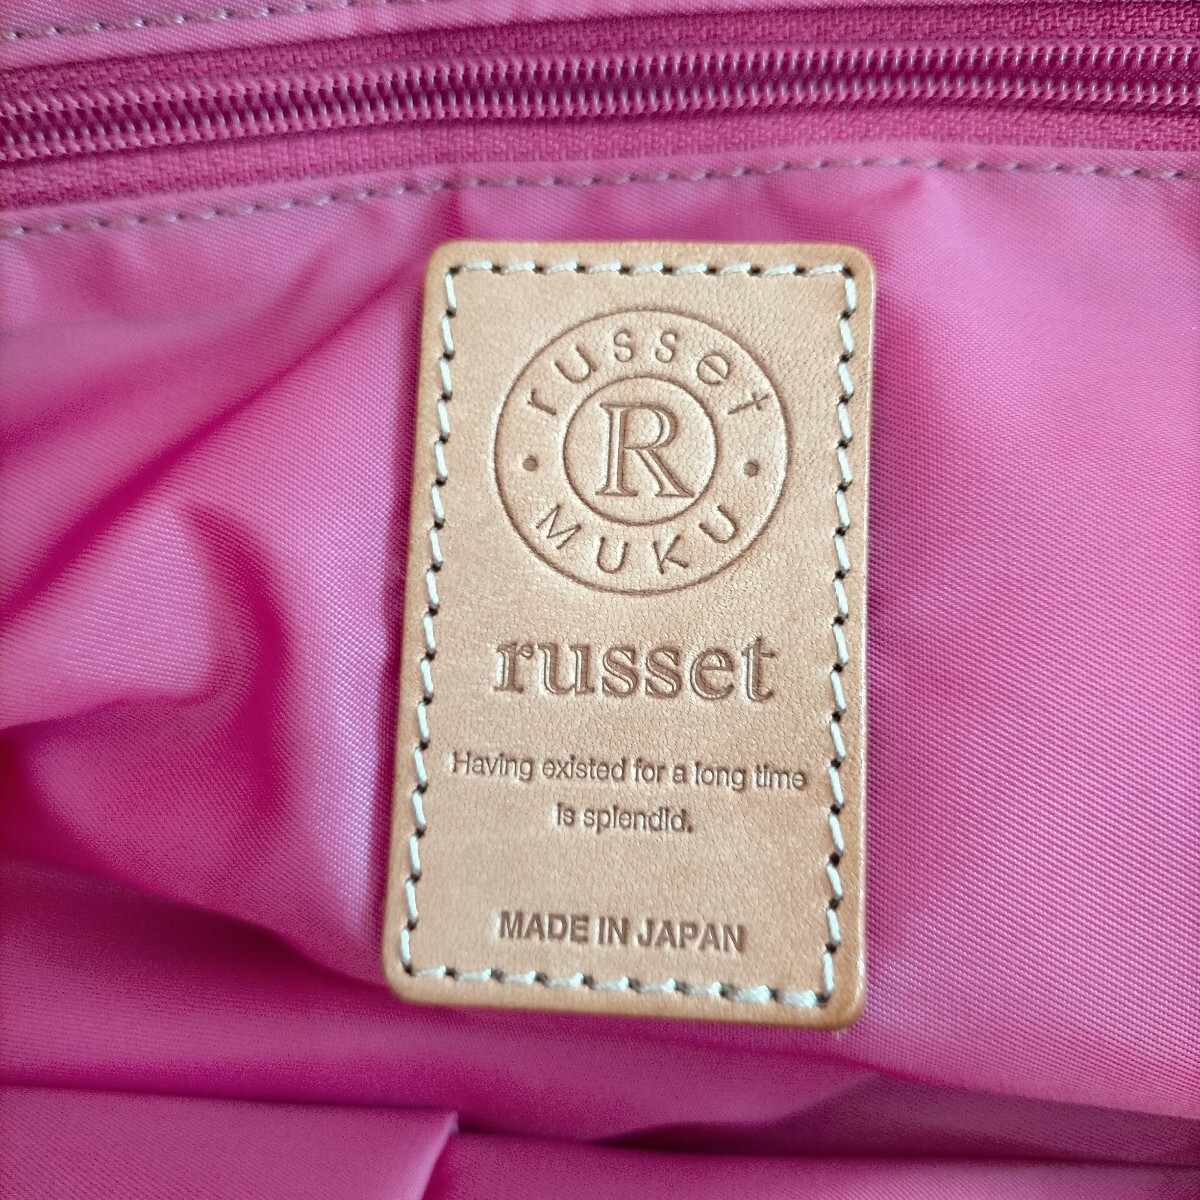 russet
R
MUKU
russet
Having existed for a long time
is splendid.
MADE IN JAPAN